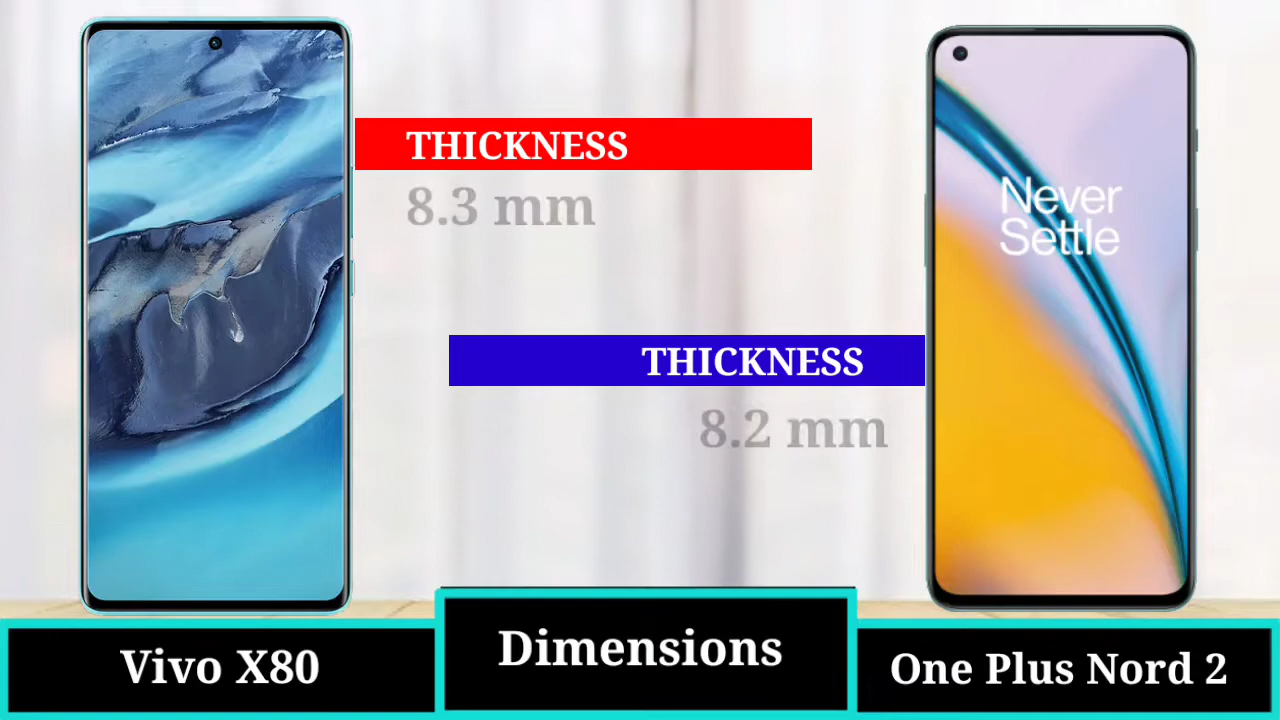 THICKNESS
8.3 mm
Never
Settle
THICKNESS
8.2 mm
Vivo X80
Dimensions
One Plus Nord 2